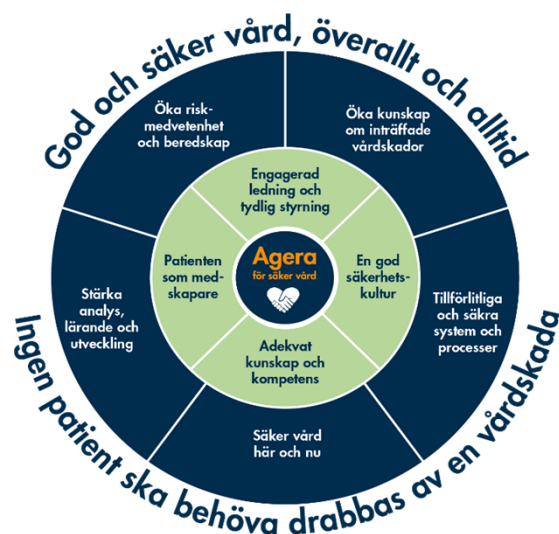 God och säker vård, överallt och alltid
Öka risk-
medvetenhet
och beredskap
Öka kunskap
om inträffade
vårdskador
Engagerad
ledning och
tydlig styrning
Patienten
som med-
skapare
Agera
för säker vård
En god
säkerhets-
kultur
Stärka
analys,
lärande och
utveckling
Tillförlitliga
och säkra
system och
processer
Adekvat
kunskap och
kompetens
Säker vård
här och nu
Ingen patient ska behöva drabbas av en vårdskada